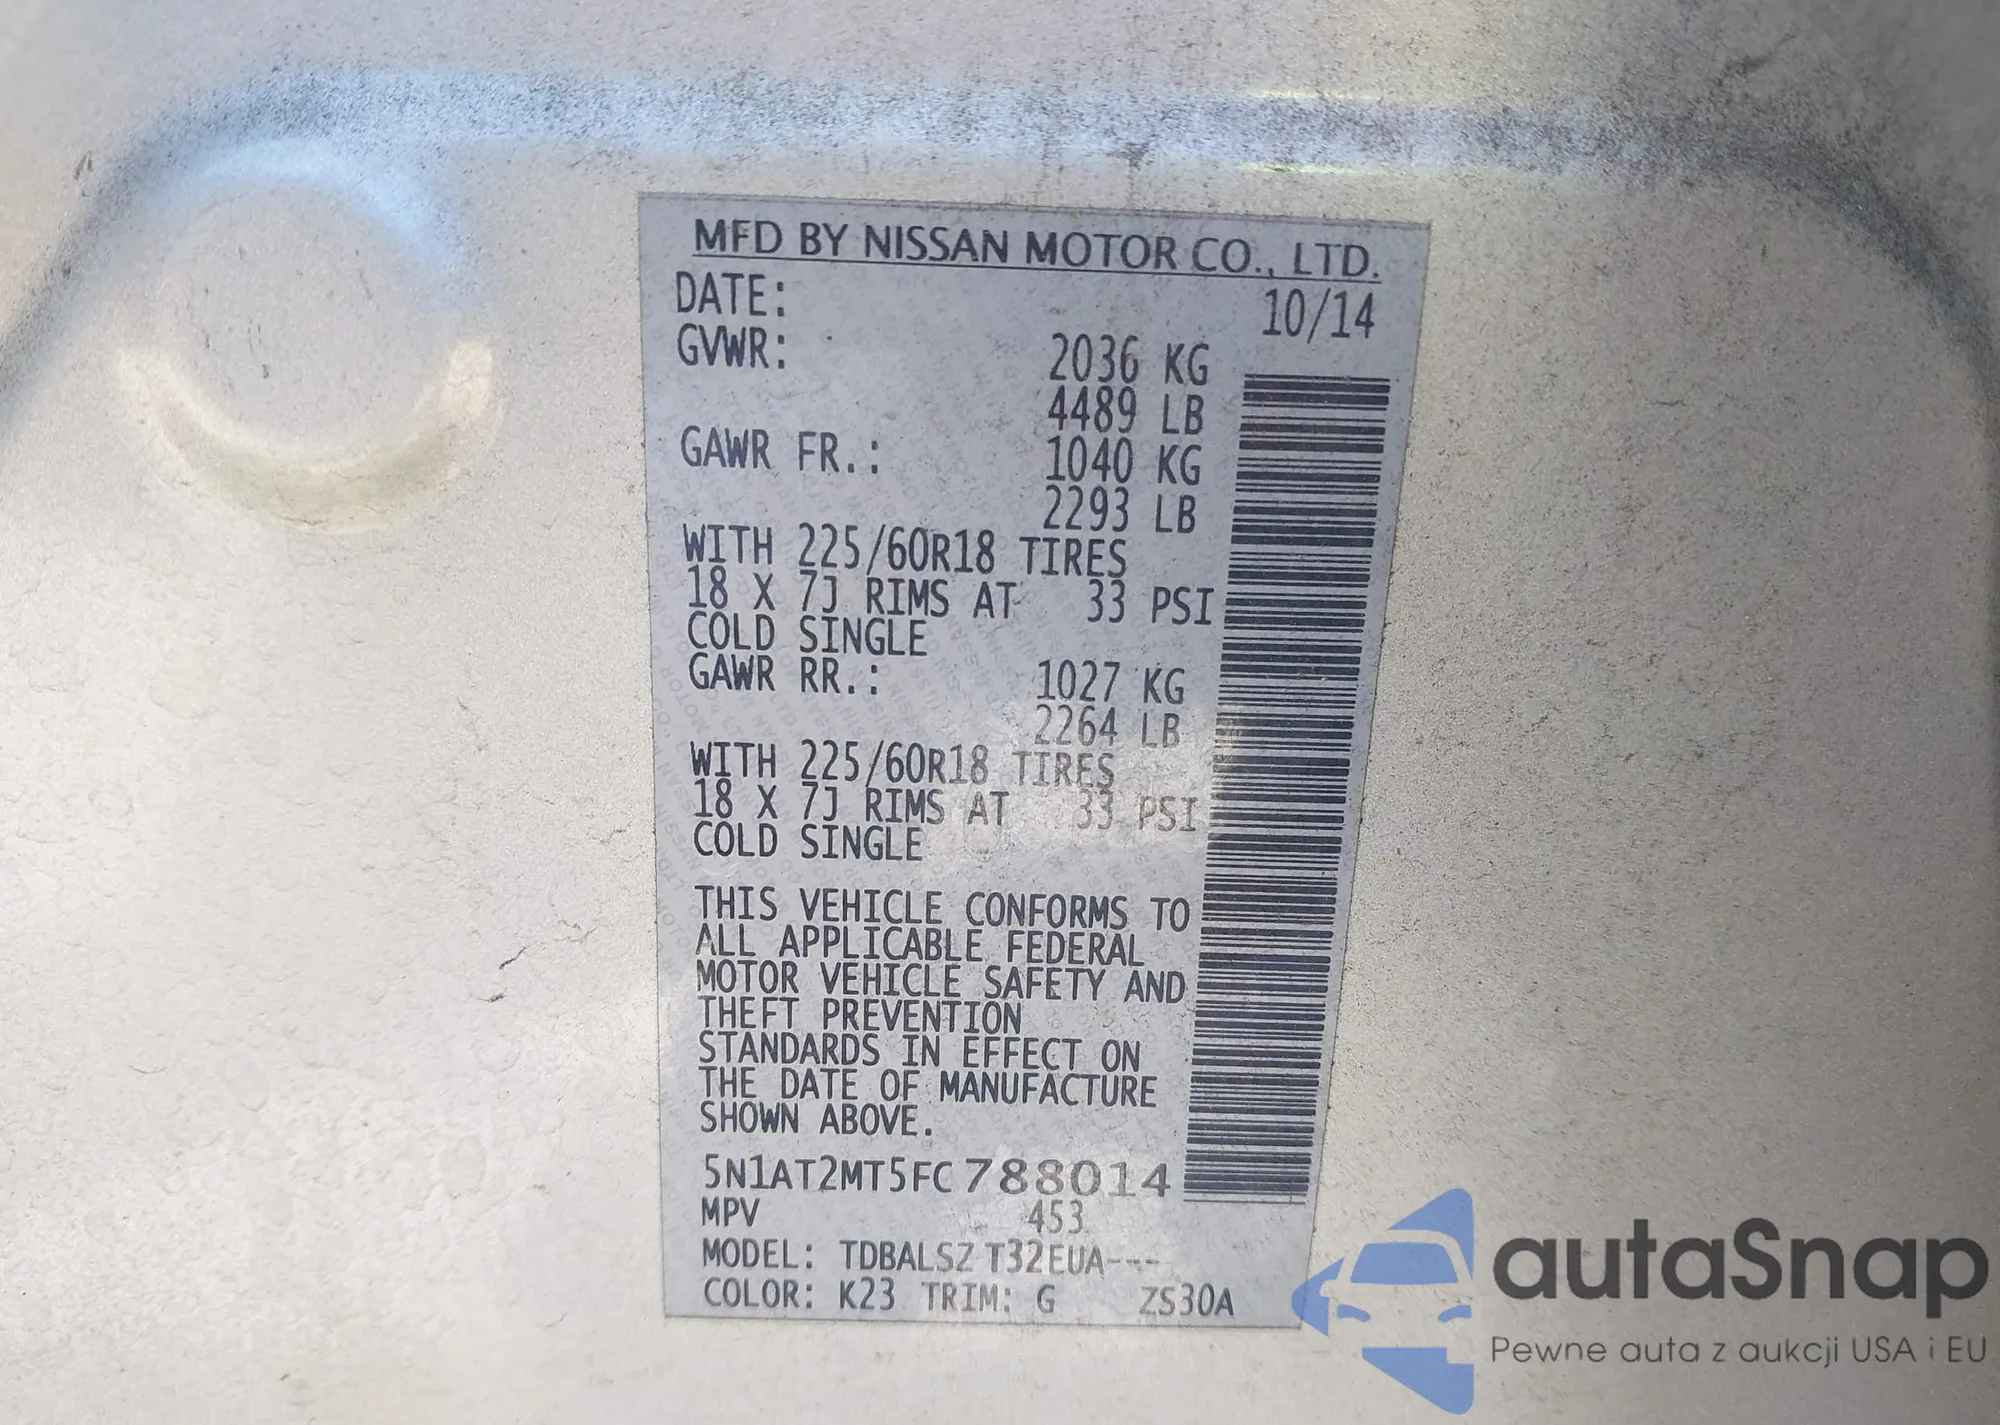 MFD BY NISSAN MOTOR CO., LTD.
DATE: 10/14
GVWR: 2036 KG
4489 LB
GAWR FR.: 1040 KG
2293 LB
WITH 225/60R18 TIRES
18 X 7J RIMS AT 33 PSI
COLD SINGLE
GAWR RR.: 1027 KG
2264 LB
WITH 225/60R18 TIRES
18 X 7J RIMS AT 33 PSI
COLD SINGLE
THIS VEHICLE CONFORMS TO
ALL APPLICABLE FEDERAL
MOTOR VEHICLE SAFETY AND
THEFT PREVENTION
STANDARDS IN EFFECT ON
THE DATE OF MANUFACTURE
SHOWN ABOVE.
5N1AT2MT5FC788014
MPV 453
MODEL: TDBALSZ T32EUA---
COLOR: K23 TRIM: G ZS30A
autoSnap
Pewne auta z aukcji USA i EU